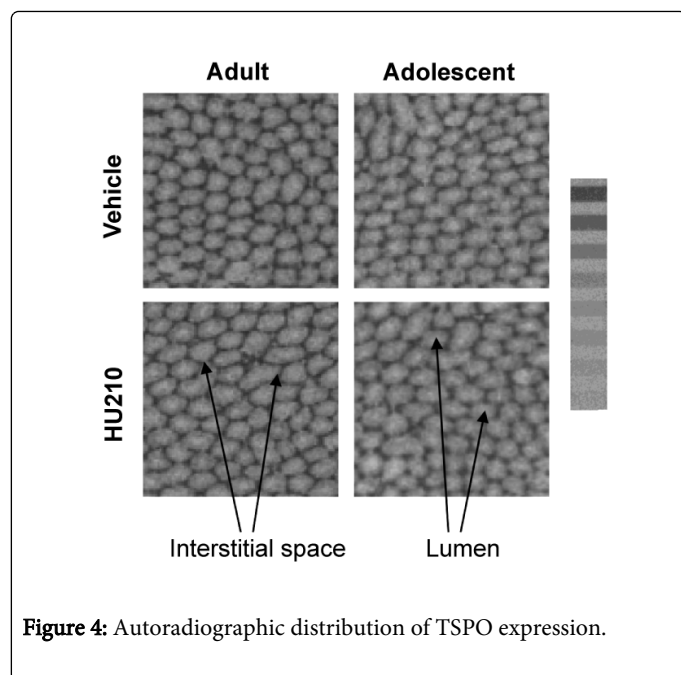 Adult
Adolescent
Vehicle
HU210
Interstitial space
Lumen
Figure 4: Autoradiographic distribution of TSPO expression.